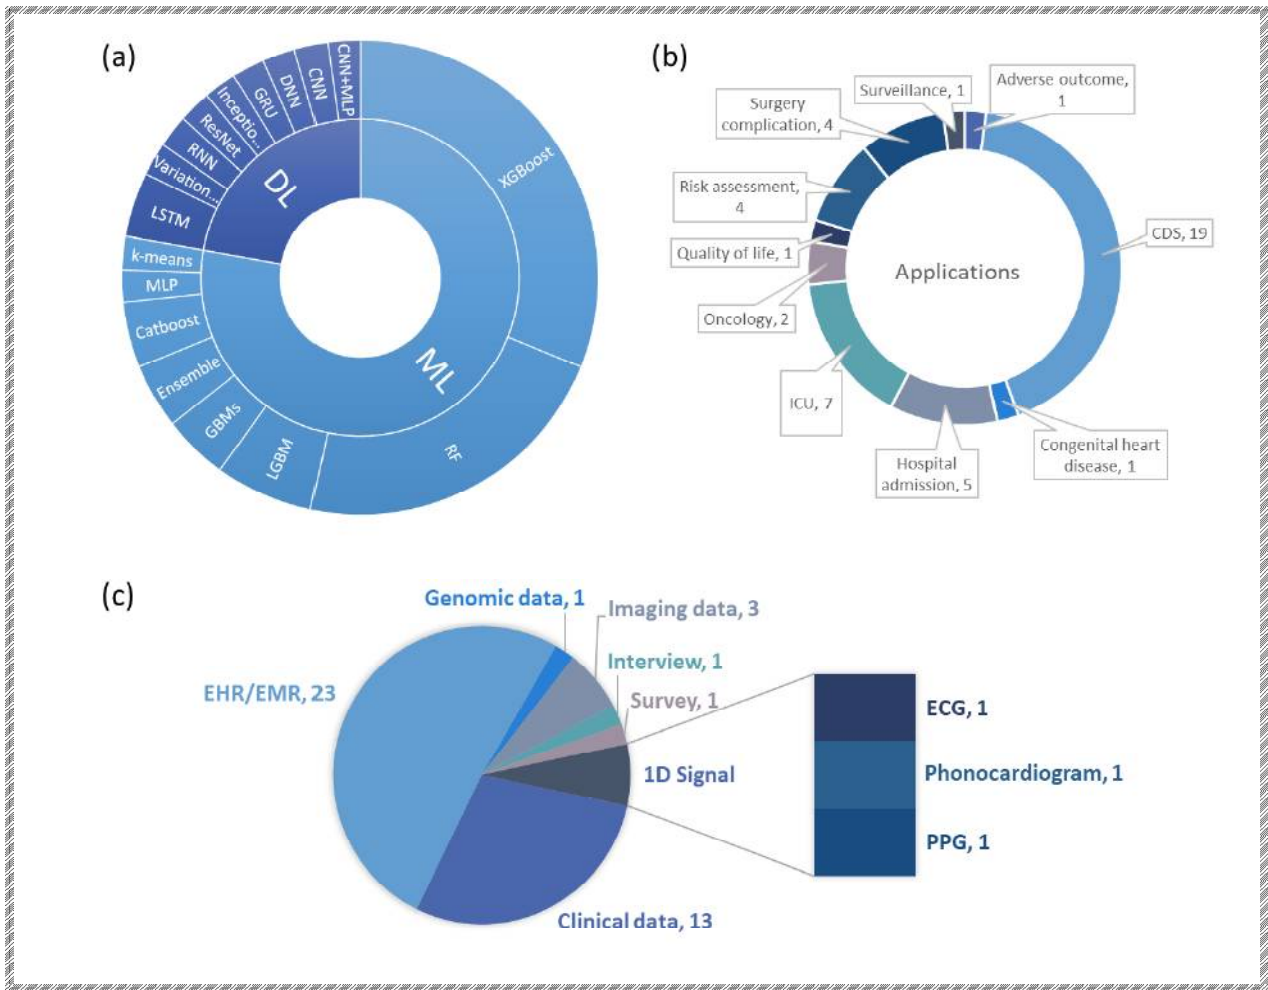 (a)
CNN+MLP
CNN
DNN
GRU
Inceptio...
ResNet
RNN
Variation...
LSTM
DL
k-means
MLP
Catboost
Ensemble
GBMs
LGBM
RF
XGBoost
ML
(b)
Surveillance, 1
Adverse outcome,
1
Surgery
complication, 4
Risk assessment,
4
CDS, 19
Quality of life, 1
Applications
Oncology, 2
ICU, 7
Congenital heart
disease, 1
Hospital
admission, 5
(c)
Genomic data, 1
Imaging data, 3
Interview, 1
EHR/EMR, 23
Survey, 1
ECG, 1
1D Signal
Phonocardiogram, 1
PPG, 1
Clinical data, 13